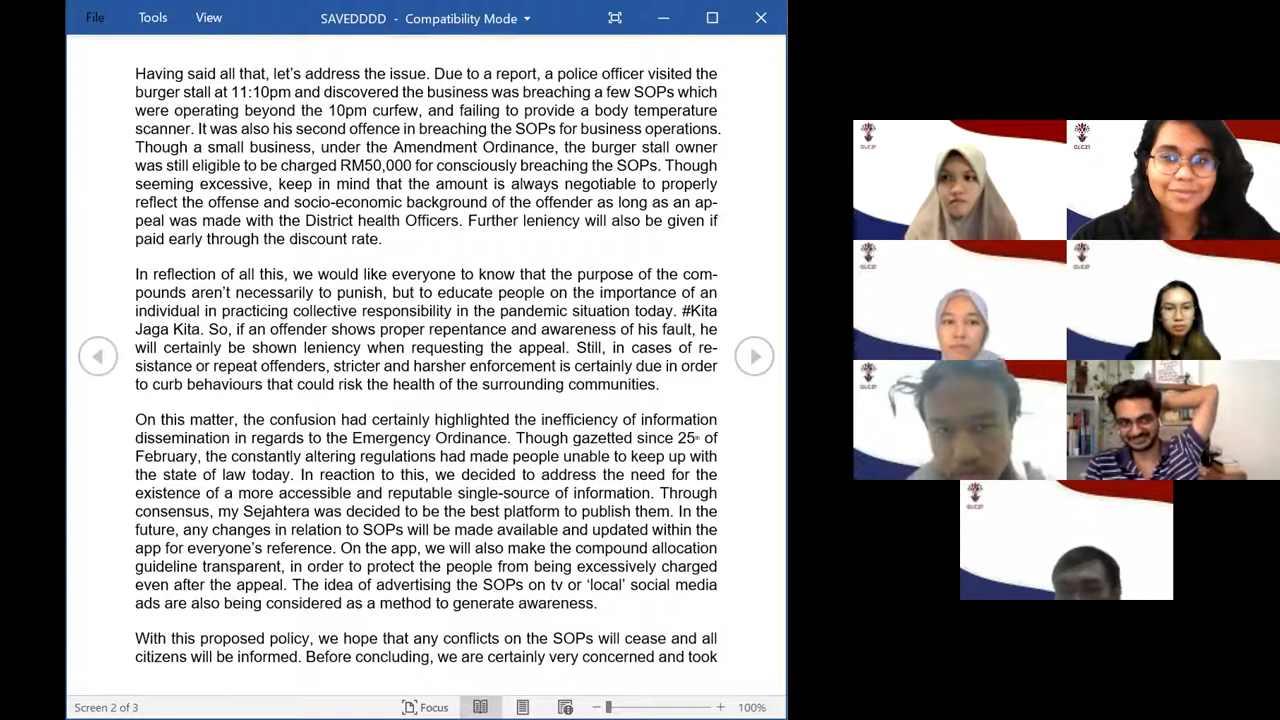 File Tools View SAVEDDDD - Compatibility Mode
Having said all that, let's address the issue. Due to a report, a police officer visited the
burger stall at 11:10pm and discovered the business was breaching a few SOPs which
were operating beyond the 10pm curfew, and failing to provide a body temperature
scanner. It was also his second offence in breaching the SOPs for business operations.
Though a small business, under the Amendment Ordinance, the burger stall owner
was still eligible to be charged RM50,000 for consciously breaching the SOPs. Though
seeming excessive, keep in mind that the amount is always negotiable to properly
reflect the offense and socio-economic background of the offender as long as an ap-
peal was made with the District health Officers. Further leniency will also be given if
paid early through the discount rate.
In reflection of all this, we would like everyone to know that the purpose of the com-
pounds aren't necessarily to punish, but to educate people on the importance of an
individual in practicing collective responsibility in the pandemic situation today. #Kita
Jaga Kita. So, if an offender shows proper repentance and awareness of his fault, he
will certainly be shown leniency when requesting the appeal. Still, in cases of re-
sistance or repeat offenders, stricter and harsher enforcement is certainly due in order
to curb behaviours that could risk the health of the surrounding communities.
On this matter, the confusion had certainly highlighted the inefficiency of information
dissemination in regards to the Emergency Ordinance. Though gazetted since 25th of
February, the constantly altering regulations had made people unable to keep up with
the state of law today. In reaction to this, we decided to address the need for the
existence of a more accessible and reputable single-source of information. Through
consensus, my Sejahtera was decided to be the best platform to publish them. In the
future, any changes in relation to SOPs will be made available and updated within the
app for everyone's reference. On the app, we will also make the compound allocation
guideline transparent, in order to protect the people from being excessively charged
even after the appeal. The idea of advertising the SOPs on tv or 'local' social media
ads are also being considered as a method to generate awareness.
With this proposed policy, we hope that any conflicts on the SOPs will cease and all
citizens will be informed. Before concluding, we are certainly very concerned and took
Screen 2 of 3 Focus 100%
GLC21
GLC21
GLC21
GLC21
GLC21
GLC21